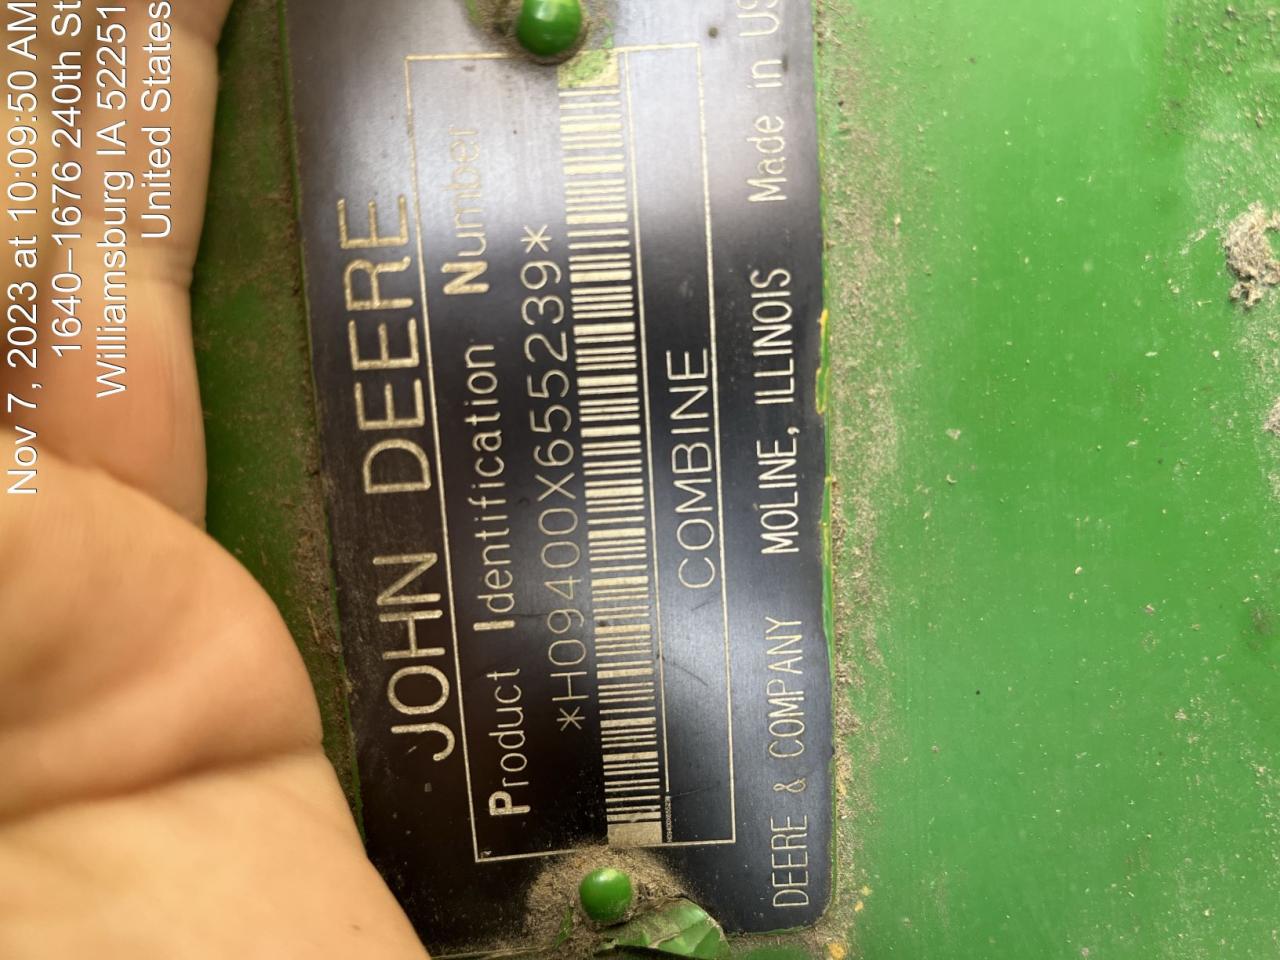 Nov 7, 2023 at 10:09:50 AM
1640–1676 240th St
Williamsburg IA 52251
United States
JOHN DEERE
Product Identification Number
*H09400X655239*
COMBINE
DEERE & COMPANY MOLINE, ILLINOIS Made in US